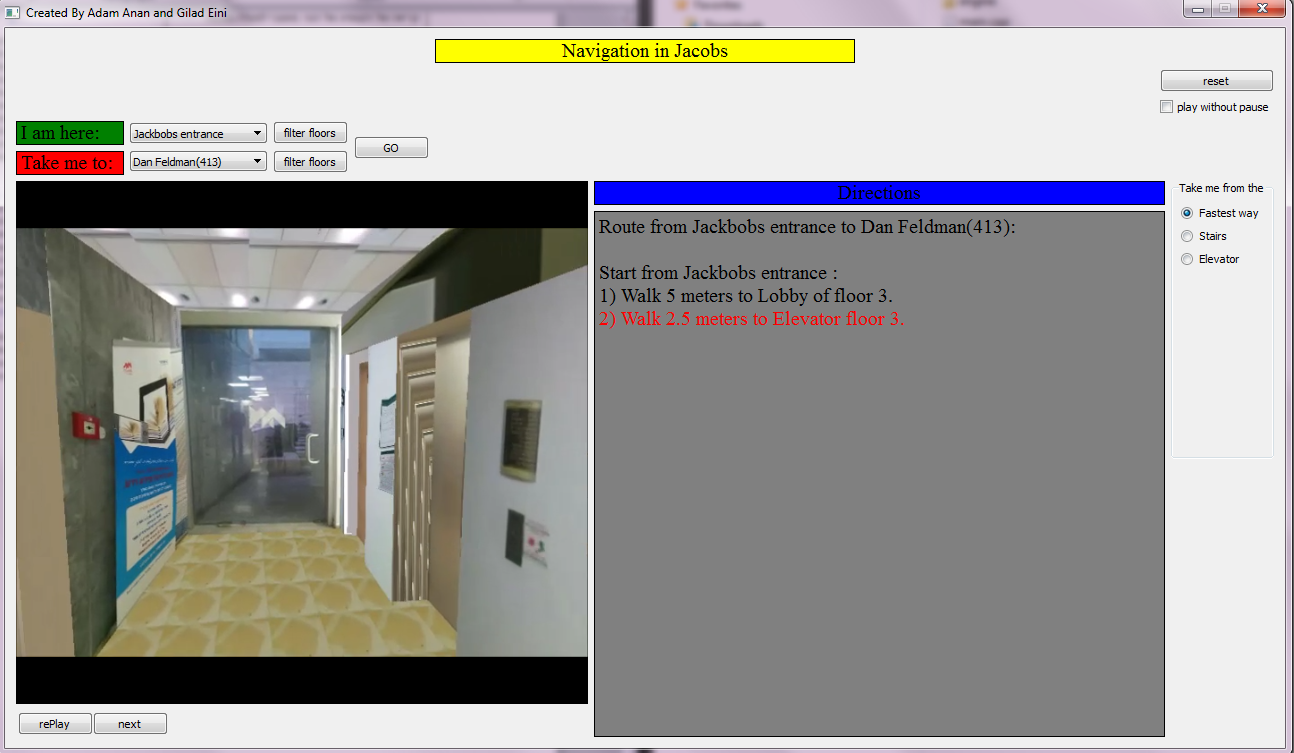 Created By Adam Anan and Gilad Eini
Navigation in Jacobs
reset
play without pause
I am here:
Jackbobs entrance
filter floors
GO
Take me to:
Dan Feldman(413)
filter floors
Directions
Take me from the
Fastest way
Stairs
Elevator
Route from Jackbobs entrance to Dan Feldman(413):
Start from Jackbobs entrance :
1) Walk 5 meters to Lobby of floor 3.
2) Walk 2.5 meters to Elevator floor 3.
rePlay
next